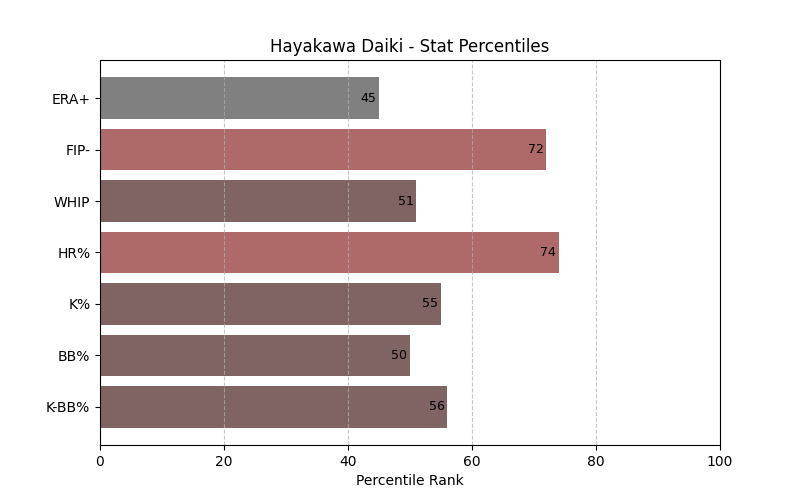 Hayakawa Daiki - Stat Percentiles
ERA+ 45
FIP- 72
WHIP 51
HR% 74
K% 55
BB% 50
K-BB% 56
0 20 40 60 80 100
Percentile Rank